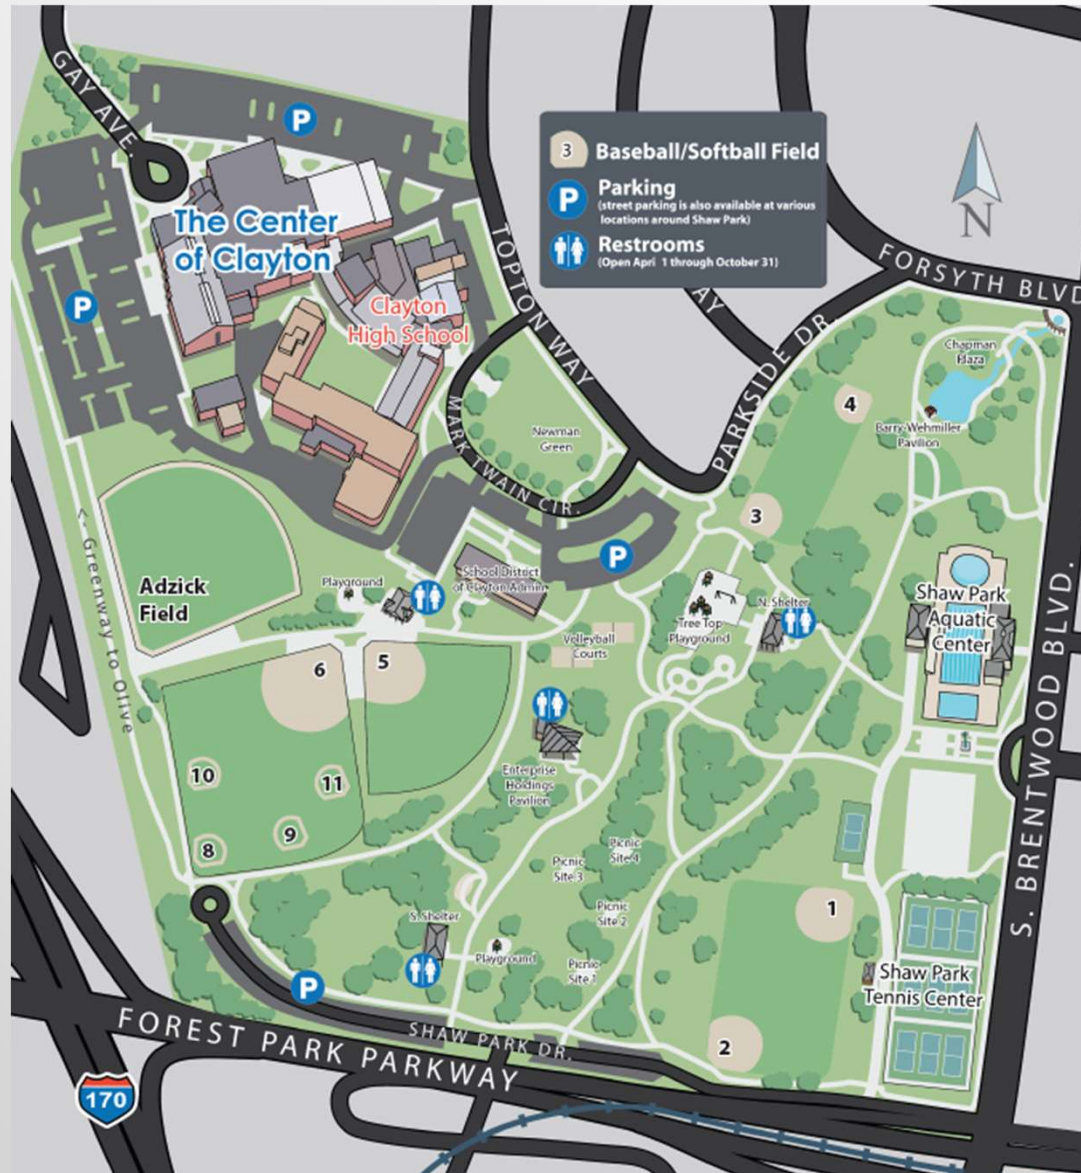 GAY AVE.
P
3 Baseball/Softball Field
P Parking
(street parking is also available at various
locations around Shaw Park)
Restrooms
(Open Apri 1 through October 31)
N
The Center
of Clayton
TOPTON WAY
AY
FORSYTH BLVD
P
Clayton
High School
PARKSIDE DR.
Chapman
Plaza
4
Barry-Wehmiller
Pavilion
MARK TWAIN CIR.
Newman
Green
3
<- Greenway to Olive
P
Adzick
Field
Playground
School District
of Clayton Admin.
Tree Top
Playground
N. Shelter
Shaw Park
Aquatic
Center
S. BRENTWOOD BLVD.
Volleyball
Courts
6
5
10
11
Enterprise
Holdings
Pavilion
8
9
Picnic
Site 4
Picnic
Site 3
Picnic
Site 2
Picnic
Site 1
1
S. Shelter
Playground
Shaw Park
Tennis Center
P
SHAW PARK DR.
2
FOREST PARK PARKWAY
170